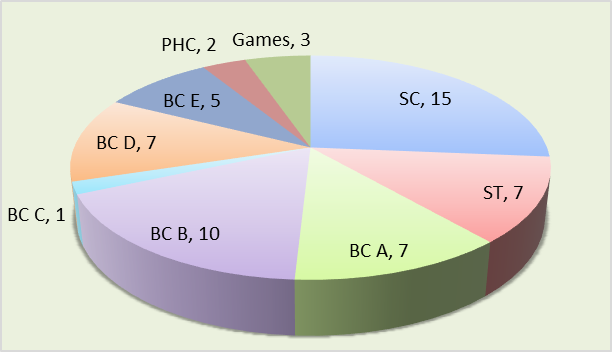 PHC, 2
Games, 3
SC, 15
BC E, 5
BC D, 7
ST, 7
BC C, 1
BC B, 10
BC A, 7